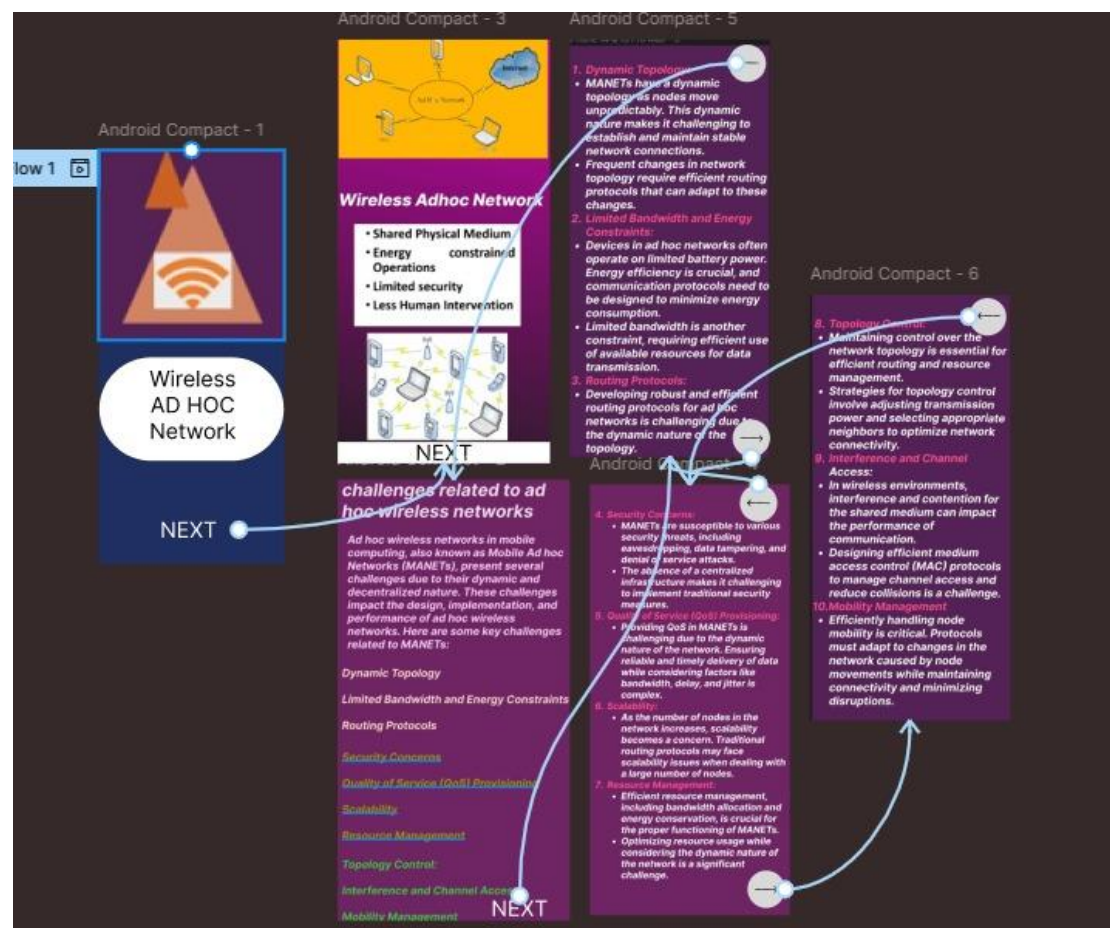 Android Compact - 1
low 1
Wireless
AD HOC
Network
NEXT
Android Compact - 3
Internet
Wireless Adhoc Network
• Shared Physical Medium
• Energy constrained
Operations
• Limited security
• Less Human Intervention
NEXT
challenges related to ad
hoc wireless networks
Ad hoc wireless networks in mobile
computing, also known as Mobile Ad hoc
Networks (MANETs), present several
challenges due to their dynamic and
decentralized nature. These challenges
impact the design, implementation, and
performance of ad hoc wireless
networks. Here are some key challenges
related to MANETs:
Dynamic Topology
Limited Bandwidth and Energy Constraints
Routing Protocols
Security Concerns
Quality of Service (QoS) Provisioning
Scalability
Resource Management
Topology Control:
Interference and Channel Access
Mobility Management
NEXT
Android Compact - 5
1. Dynamic Topology:
• MANETs have a dynamic
topology as nodes move
unpredictably. This dynamic
nature makes it challenging to
establish and maintain stable
network connections.
• Frequent changes in network
topology require efficient routing
protocols that can adapt to these
changes.
2. Limited Bandwidth and Energy
Constraints:
• Devices in ad hoc networks often
operate on limited battery power.
Energy efficiency is crucial, and
communication protocols need to
be designed to minimize energy
consumption.
• Limited bandwidth is another
constraint, requiring efficient use
of available resources for data
transmission.
3. Routing Protocols:
• Developing robust and efficient
routing protocols for ad hoc
networks is challenging due to
the dynamic nature of the
topology.
Android Compact
4. Security Concerns:
• MANETs are susceptible to various
security threats, including
eavesdropping, data tampering, and
denial of service attacks.
• The absence of a centralized
infrastructure makes it challenging
to implement traditional security
measures.
5. Quality of Service (QoS) Provisioning:
• Providing QoS in MANETs is
challenging due to the dynamic
nature of the network. Ensuring
reliable and timely delivery of data
while considering factors like
bandwidth, delay, and jitter is
complex.
6. Scalability:
• As the number of nodes in the
network increases, scalability
becomes a concern. Traditional
routing protocols may face
scalability issues when dealing with
a large number of nodes.
7. Resource Management:
• Efficient resource management,
including bandwidth allocation and
energy conservation, is crucial for
the proper functioning of MANETs.
• Optimizing resource usage while
considering the dynamic nature of
the network is a significant
challenge.
Android Compact - 6
8. Topology Control:
• Maintaining control over the
network topology is essential for
efficient routing and resource
management.
• Strategies for topology control
involve adjusting transmission
power and selecting appropriate
neighbors to optimize network
connectivity.
9. Interference and Channel
Access:
• In wireless environments,
interference and contention for
the shared medium can impact
the performance of
communication.
• Designing efficient medium
access control (MAC) protocols
to manage channel access and
reduce collisions is a challenge.
10.Mobility Management
• Efficiently handling node
mobility is critical. Protocols
must adapt to changes in the
network caused by node
movements while maintaining
connectivity and minimizing
disruptions.